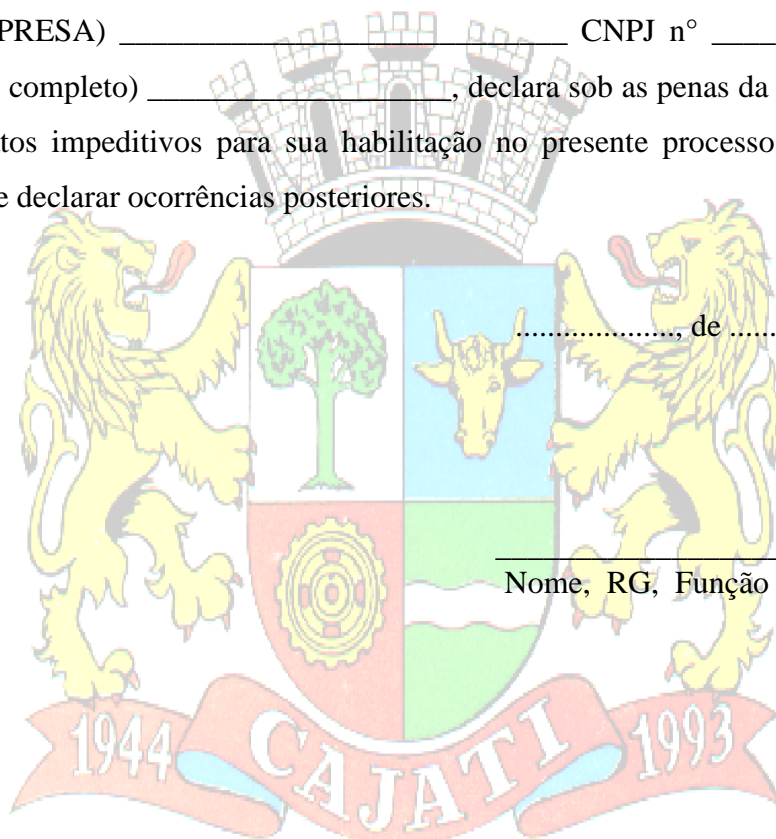 PRESA) ____________________________ CNPJ n° ____
completo) ___________________, declara sob as penas da
tos impeditivos para sua habilitação no presente processo
e declarar ocorrências posteriores.
...................., de ......
__________________
Nome, RG, Função
1944 CAJATI 1993